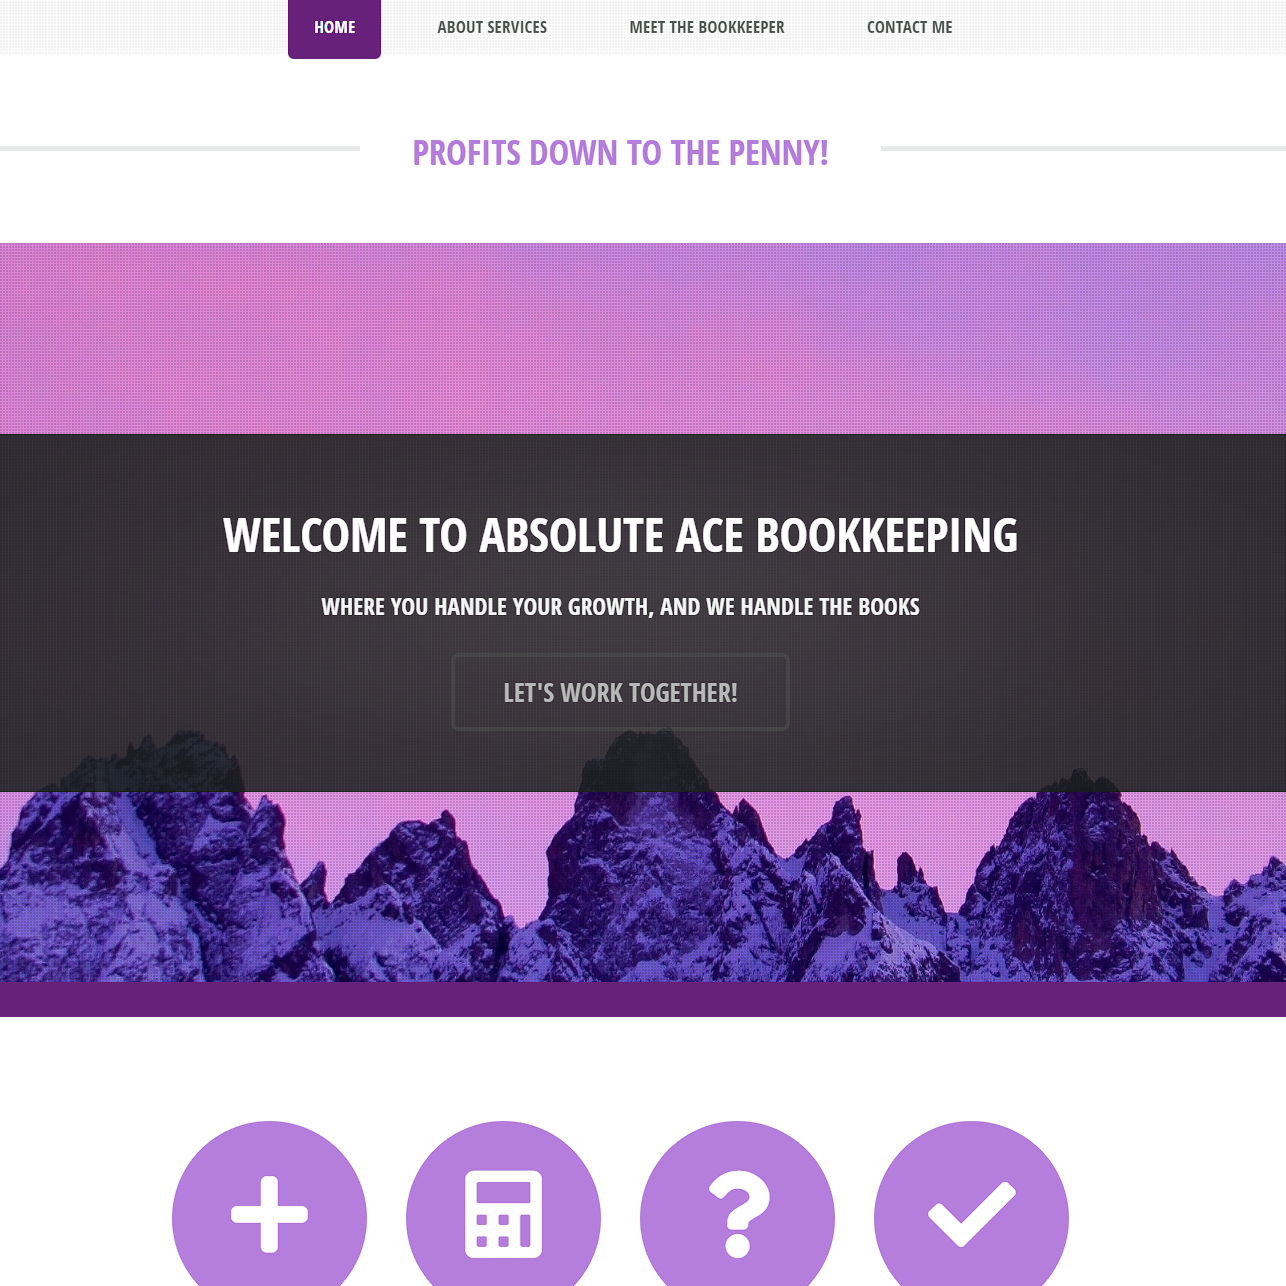 HOME
ABOUT SERVICES
MEET THE BOOKKEEPER
CONTACT ME
PROFITS DOWN TO THE PENNY!
WELCOME TO ABSOLUTE ACE BOOKKEEPING
WHERE YOU HANDLE YOUR GROWTH, AND WE HANDLE THE BOOKS
LET'S WORK TOGETHER!